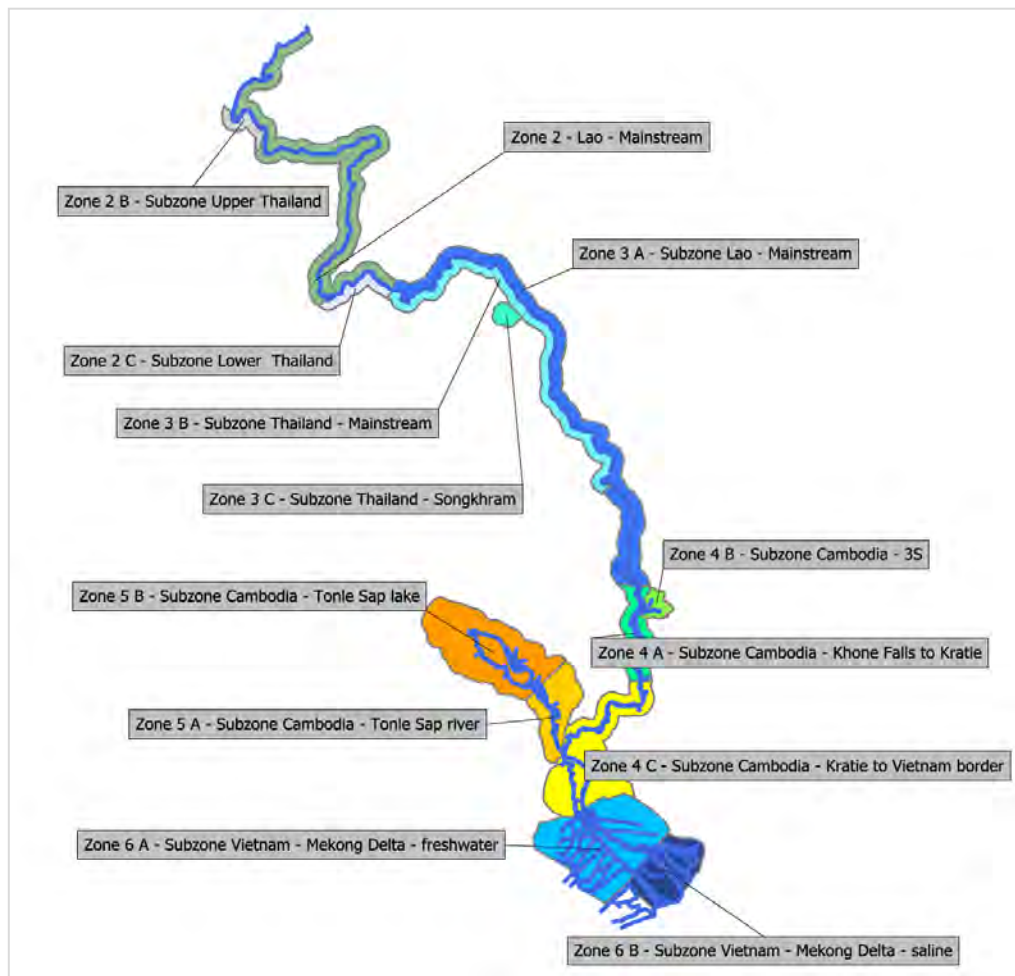 Zone 2 - Lao - Mainstream
Zone 2 B - Subzone Upper Thailand
Zone 3 A - Subzone Lao - Mainstream
Zone 2 C - Subzone Lower  Thailand
Zone 3 B - Subzone Thailand - Mainstream
Zone 3 C - Subzone Thailand - Songkhram
Zone 4 B - Subzone Cambodia - 3S
Zone 5 B - Subzone Cambodia - Tonle Sap lake
Zone 4 A - Subzone Cambodia - Khone Falls to Kratie
Zone 5 A - Subzone Cambodia - Tonle Sap river
Zone 4 C - Subzone Cambodia - Kratie to Vietnam border
Zone 6 A - Subzone Vietnam - Mekong Delta - freshwater
Zone 6 B - Subzone Vietnam - Mekong Delta - saline